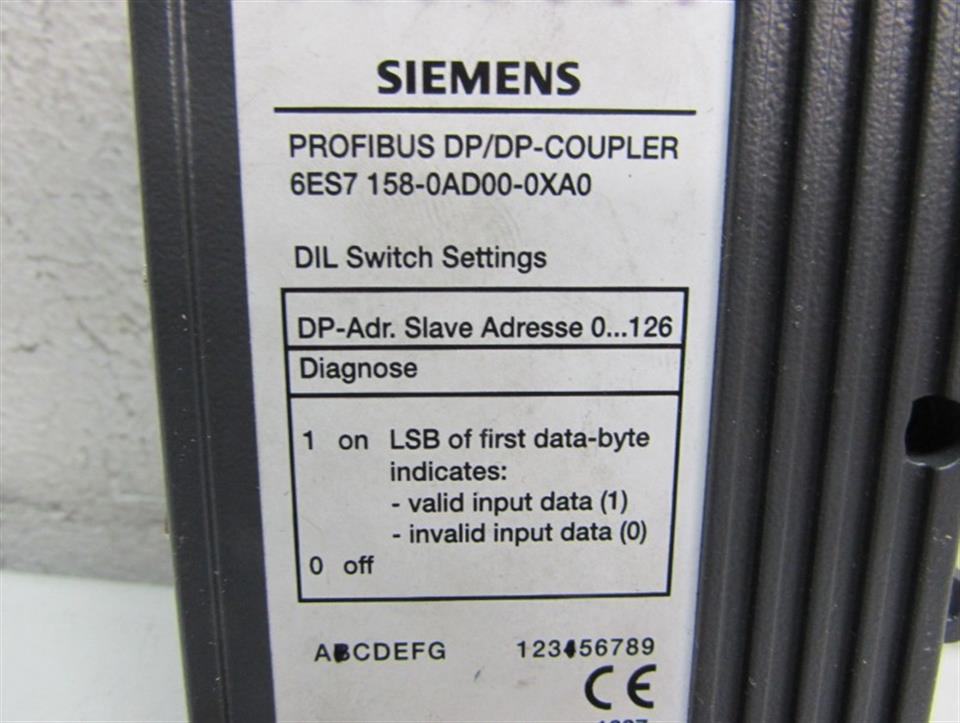 SIEMENS
PROFIBUS DP/DP-COUPLER
6ES7 158-0AD00-0XA0
DIL Switch Settings
DP-Adr. Slave Adresse 0...126
Diagnose
1 on LSB of first data-byte
indicates:
- valid input data (1)
- invalid input data (0)
0 off
ABCDEFG 123456789
CE